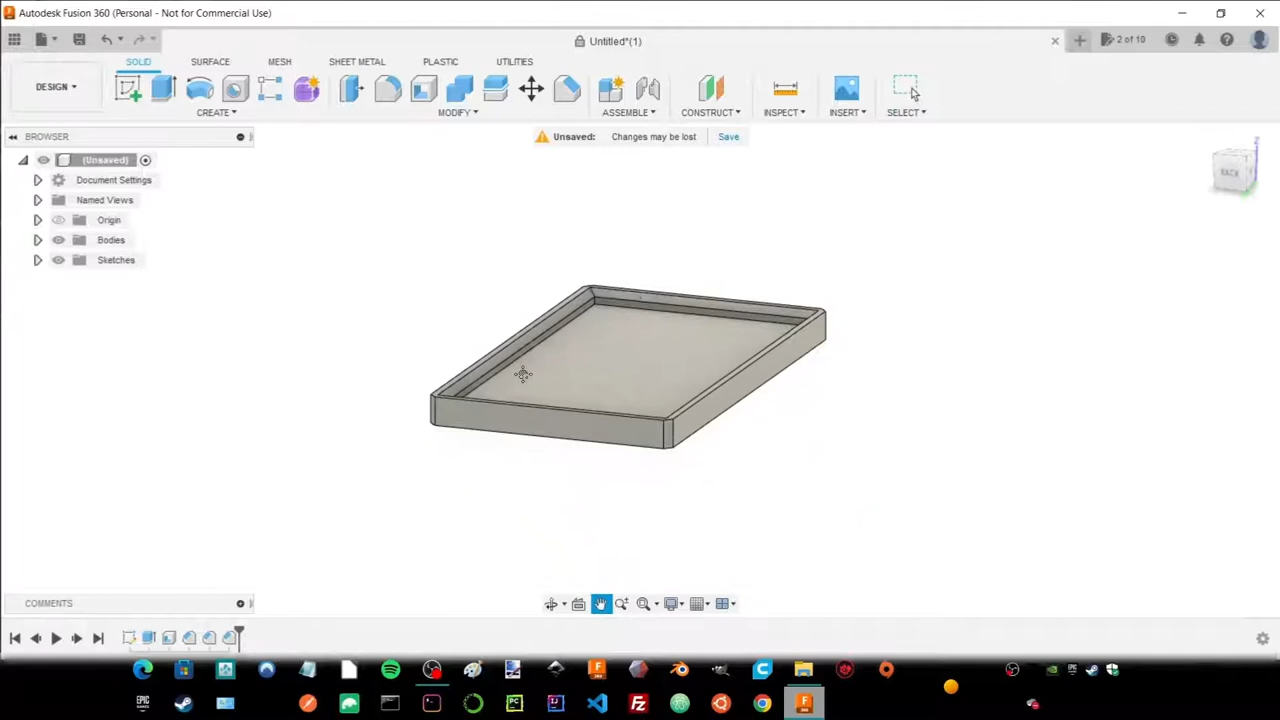 Autodesk Fusion 360 (Personal - Not for Commercial Use)
Untitled*(1)
2 of 10
SOLID SURFACE MESH SHEET METAL PLASTIC UTILITIES
DESIGN
CREATE MODIFY ASSEMBLE CONSTRUCT INSPECT INSERT SELECT
BROWSER
Unsaved: Changes may be lost Save
(Unsaved)
Document Settings
Named Views
Origin
Bodies
Sketches
Z
BACK
COMMENTS